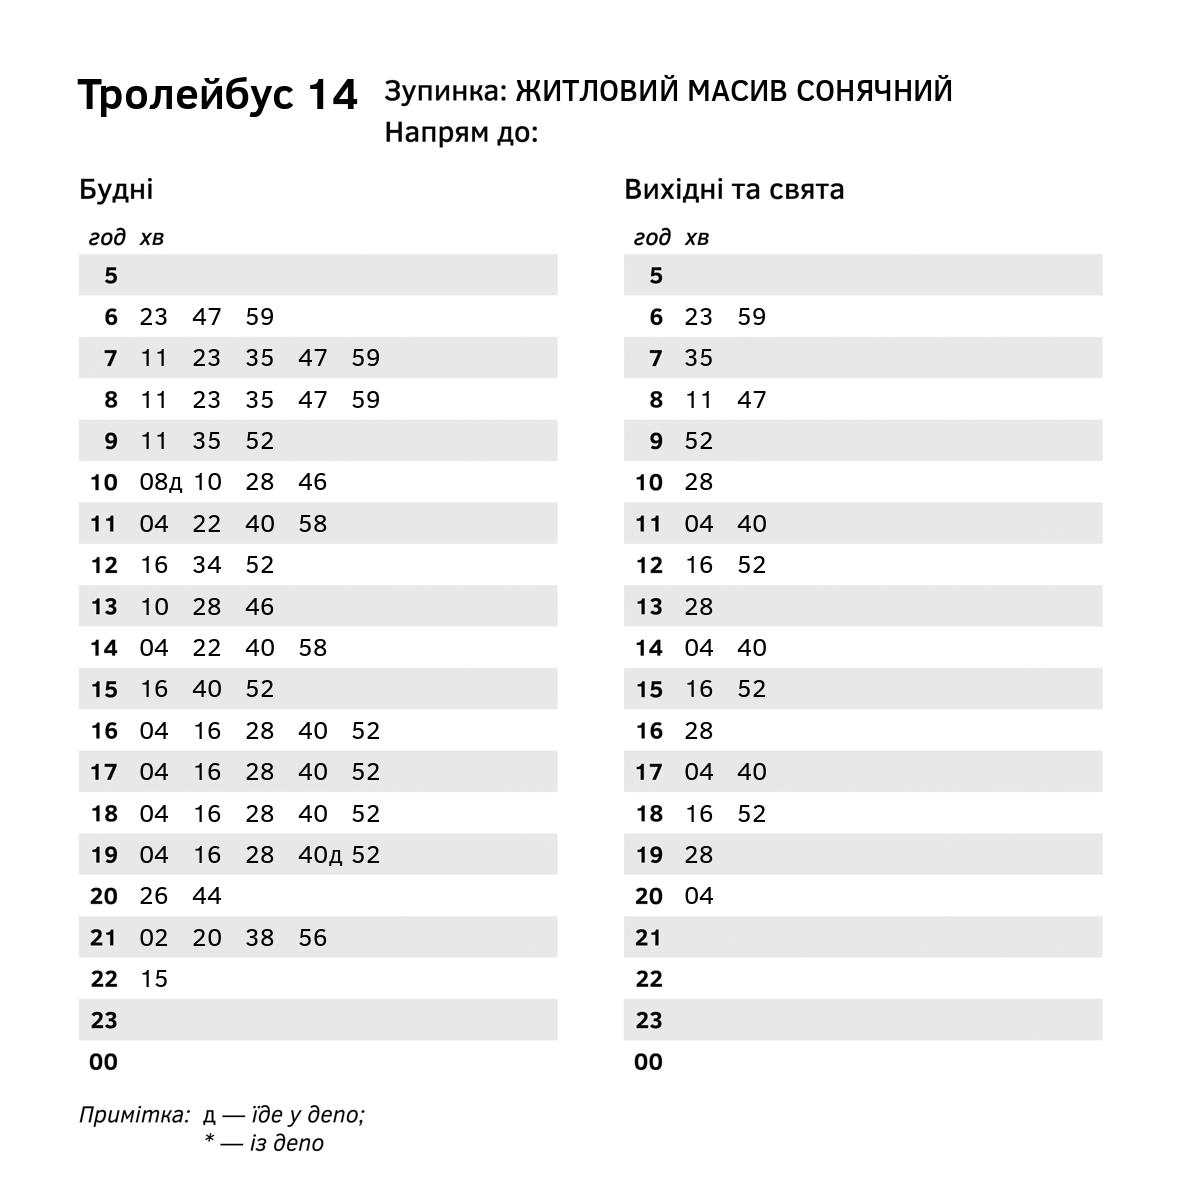 Тролейбус 14
Зупинка: ЖИТЛОВИЙ МАСИВ СОНЯЧНИЙ
Напрям до:
Будні
год хв
5
6 23 47 59
7 11 23 35 47 59
8 11 23 35 47 59
9 11 35 52
10 08д 10 28 46
11 04 22 40 58
12 16 34 52
13 10 28 46
14 04 22 40 58
15 16 40 52
16 04 16 28 40 52
17 04 16 28 40 52
18 04 16 28 40 52
19 04 16 28 40д 52
20 26 44
21 02 20 38 56
22 15
23
00
Вихідні та свята
год хв
5
6 23 59
7 35
8 11 47
9 52
10 28
11 04 40
12 16 52
13 28
14 04 40
15 16 52
16 28
17 04 40
18 16 52
19 28
20 04
21
22
23
00
Примітка: д — їде у депо;
* — із депо